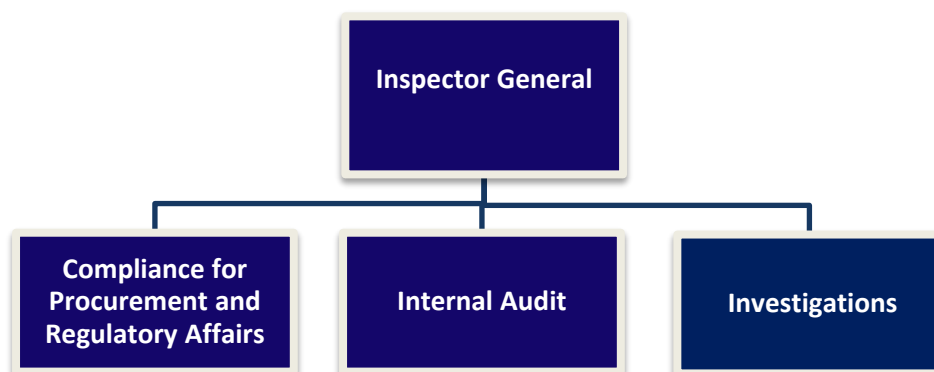 Inspector General
Compliance for
Procurement and
Regulatory Affairs
Internal Audit
Investigations